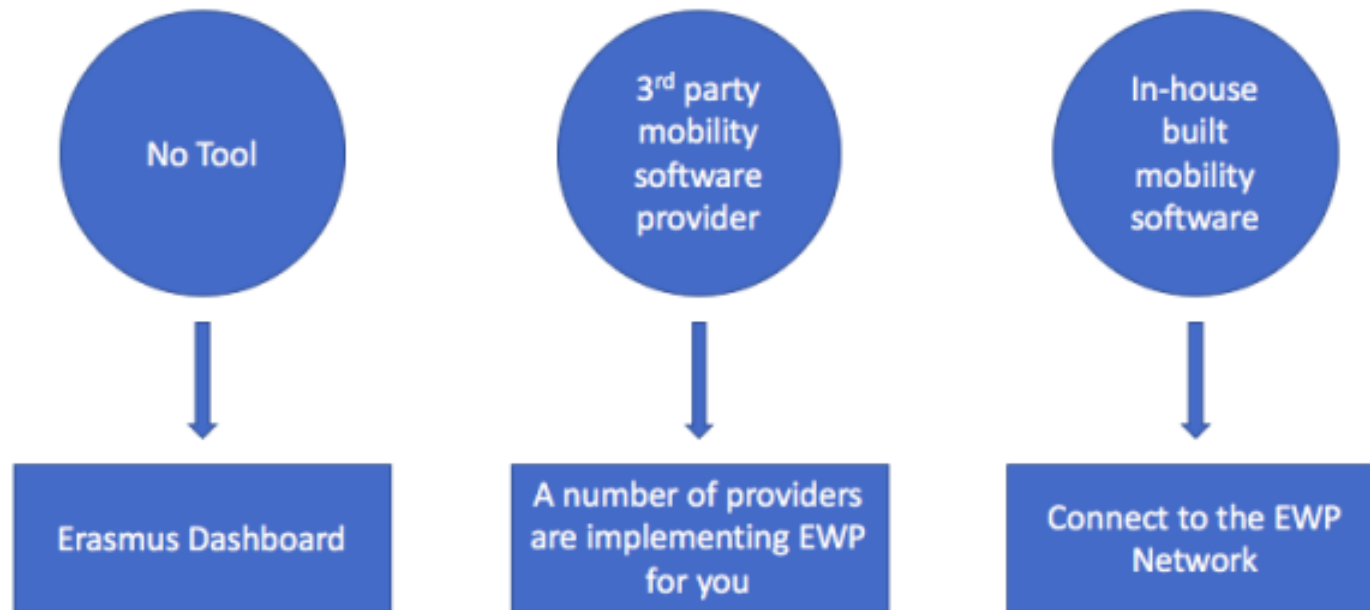 No Tool
3rd party
mobility
software
provider
In-house
built
mobility
software
Erasmus Dashboard
A number of providers
are implementing EWP
for you
Connect to the EWP
Network